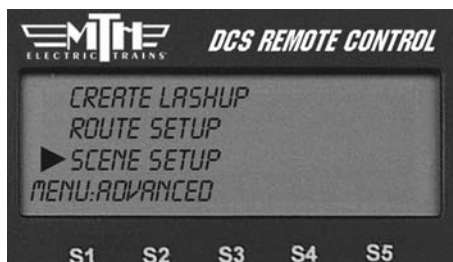 MTH
ELECTRIC TRAINS
DCS REMOTE CONTROL
CREATE LASHUP
ROUTE SETUP
SCENE SETUP
MENU:ADVANCED
S1 S2 S3 S4 S5